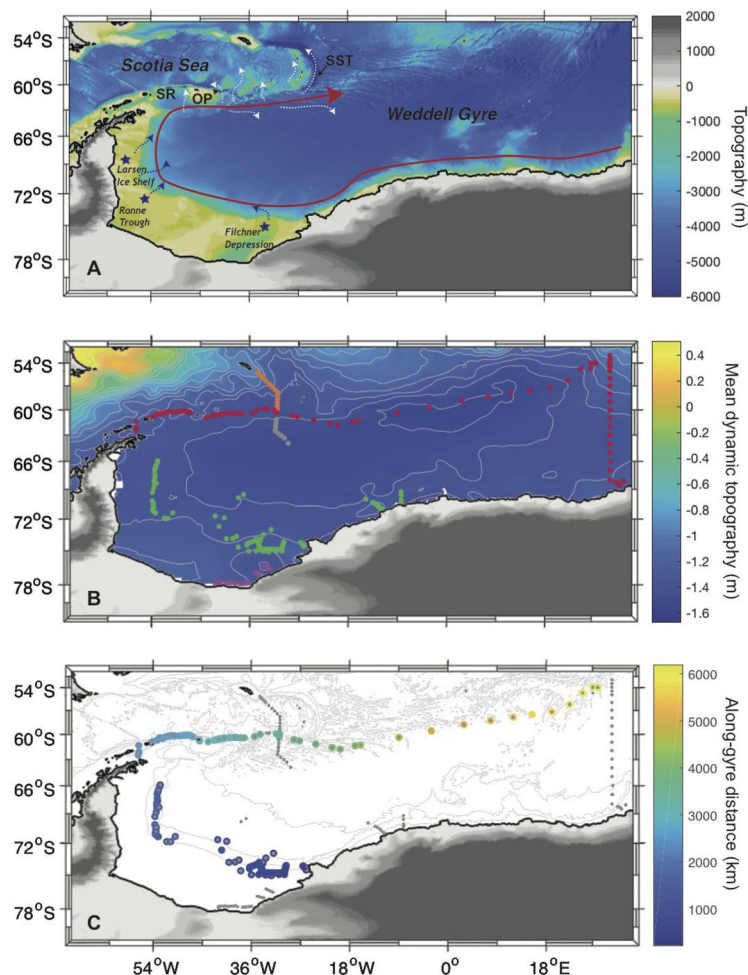 54°S
60°S
66°S
72°S
78°S
Scotia Sea
SST
SR
OP
Weddell Gyre
Larsen
Ice Shelf
Ronne
Trough
Filchner
Depression
A
2000
1000
0
-1000
-2000
-3000
-4000
-5000
-6000
Topography (m)
54°S
60°S
66°S
72°S
78°S
B
0.4
0.2
0
-0.2
-0.4
-0.6
-0.8
-1
-1.2
-1.4
-1.6
Mean dynamic topography (m)
54°S
60°S
66°S
72°S
78°S
C
6000
5000
4000
3000
2000
1000
Along-gyre distance (km)
54°W
36°W
18°W
0°
18°E